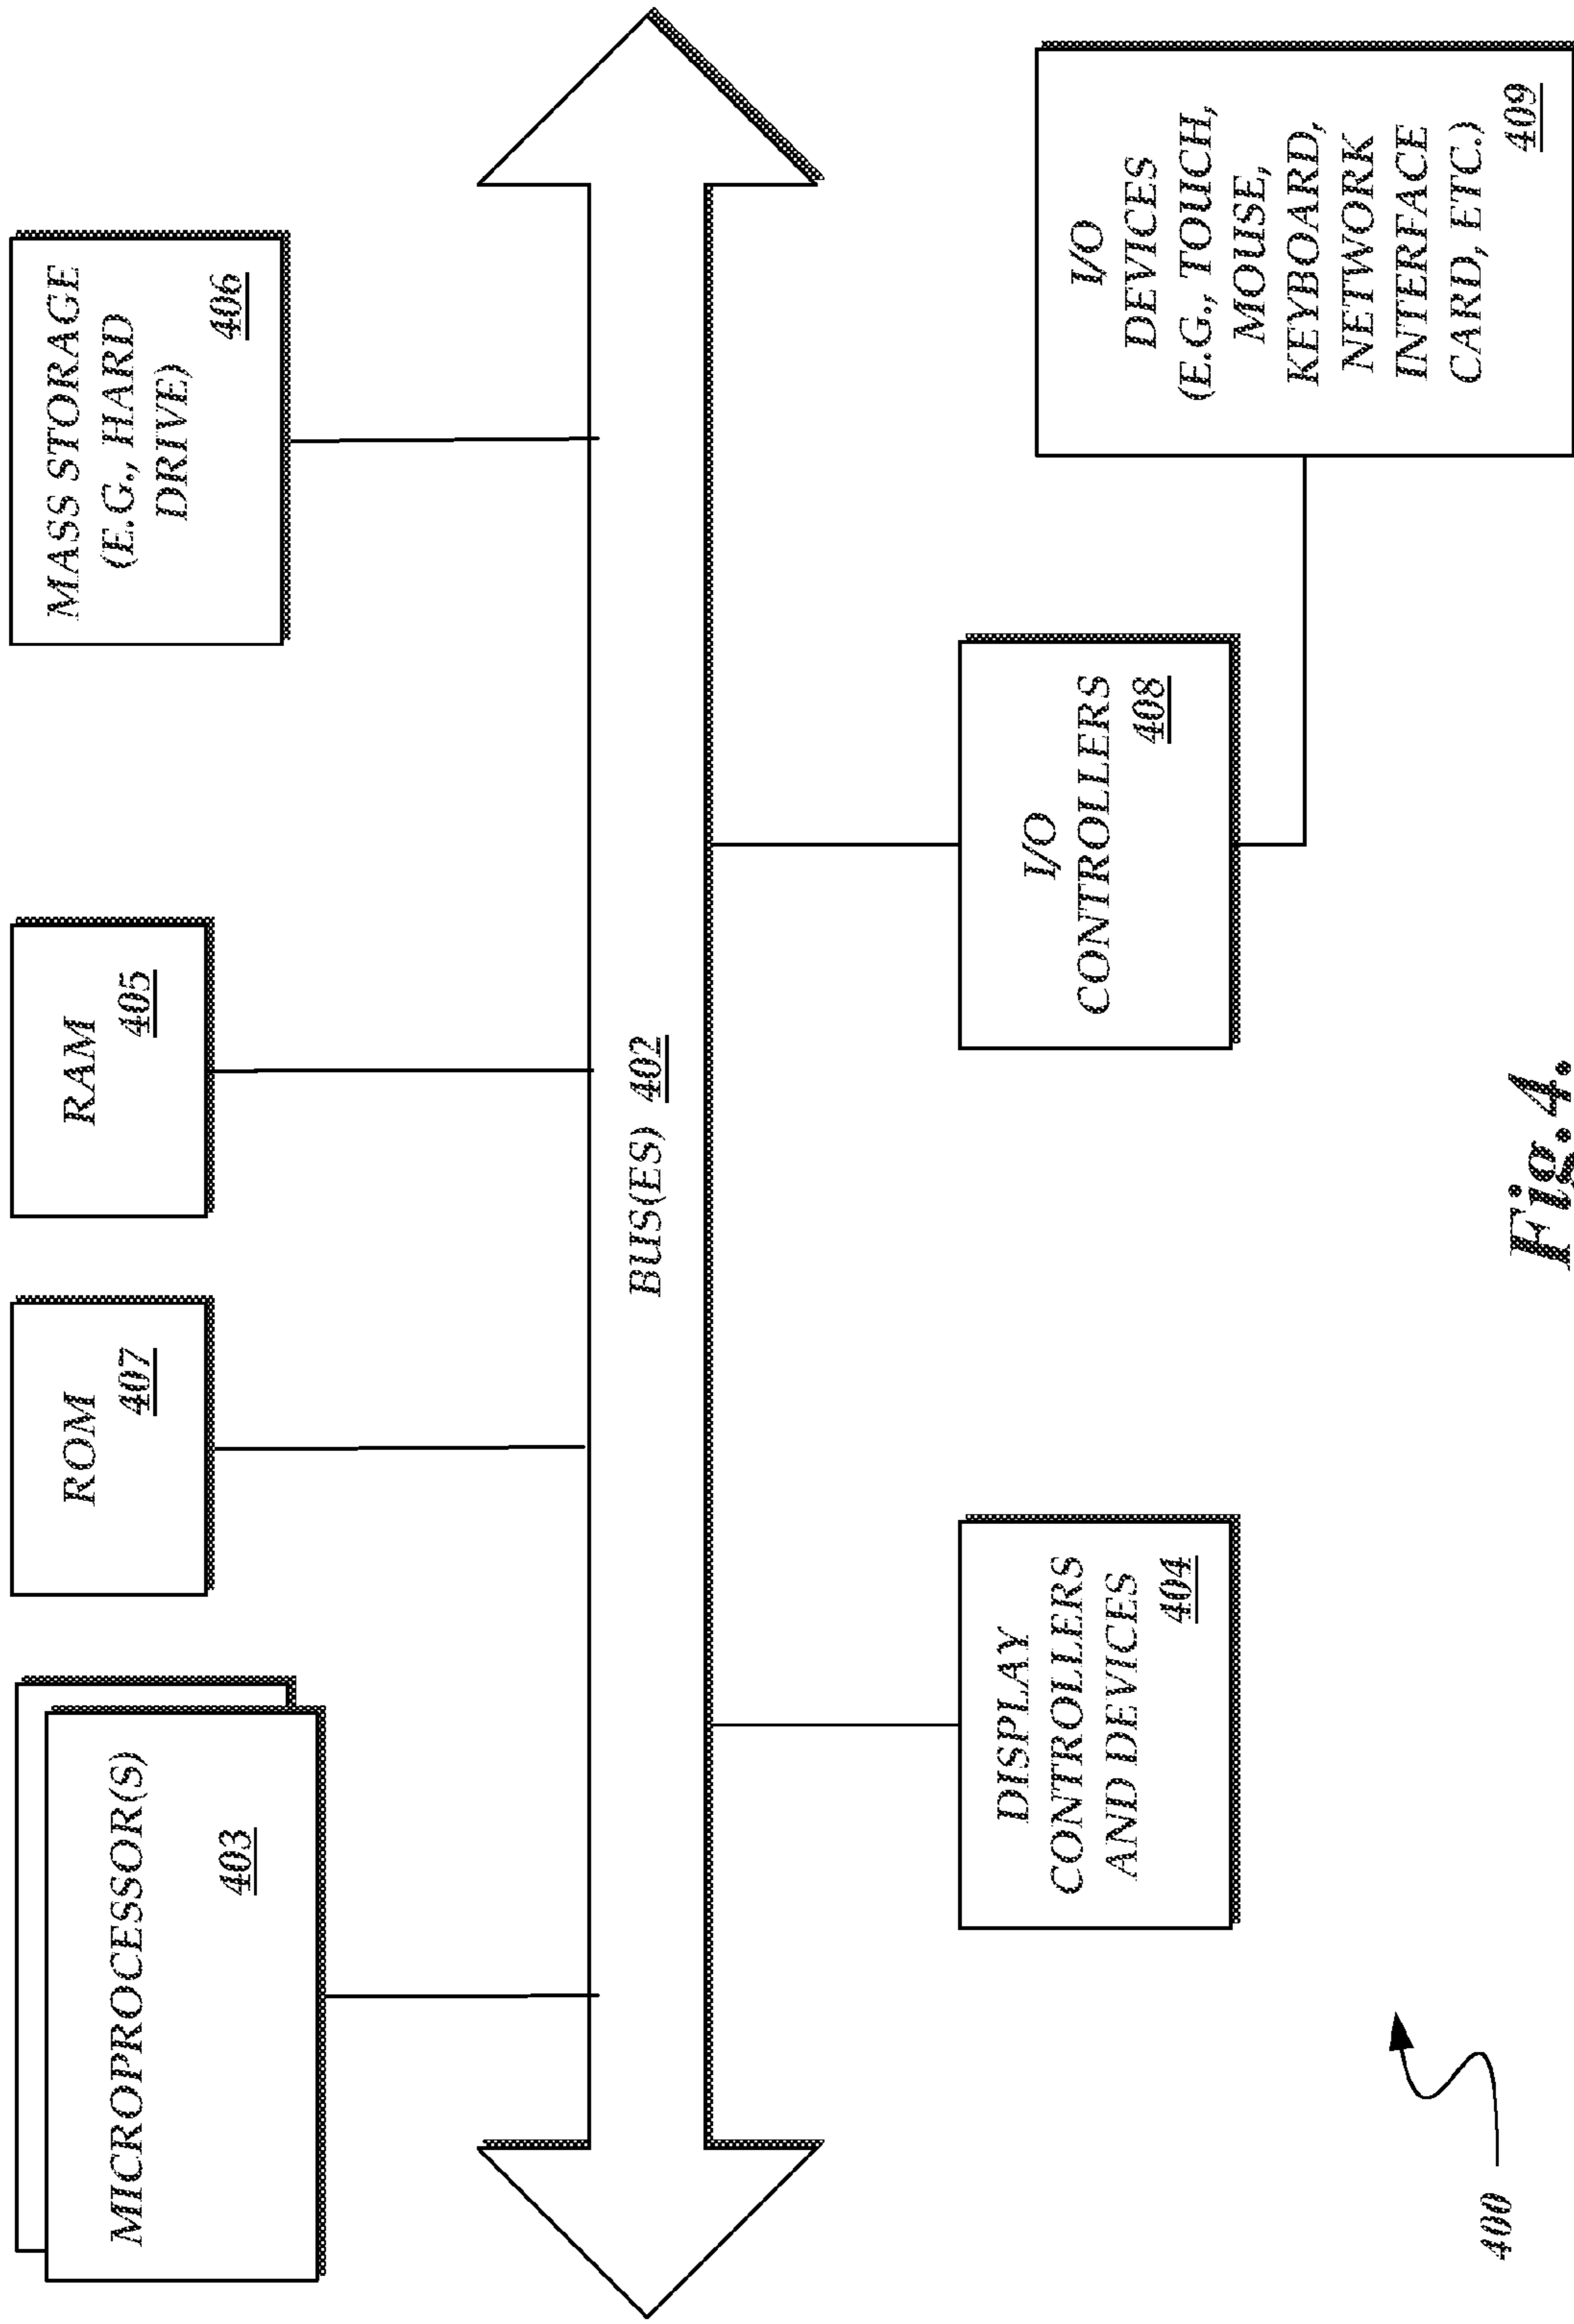 MICROPROCESSOR(S)
403
ROM
407
RAM
405
MASS STORAGE
(E.G., HARD
DRIVE)
406
BUS(ES) 402
DISPLAY
CONTROLLERS
AND DEVICES
404
I/O
CONTROLLERS
408
I/O
DEVICES
(E.G., TOUCH,
MOUSE,
KEYBOARD,
NETWORK
INTERFACE
CARD, ETC.)
409
400
Fig.4.